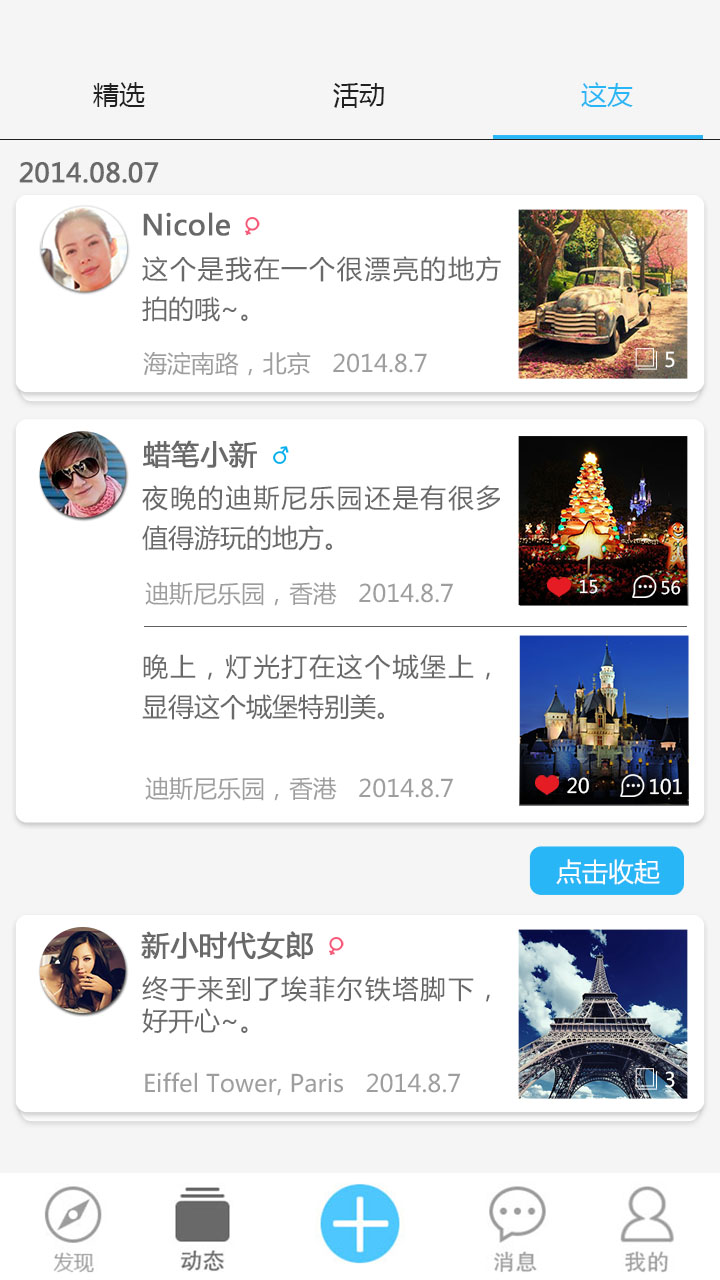 精选 活动 这友
2014.08.07
Nicole
这个是我在一个很漂亮的地方
拍的哦~。
海淀南路，北京 2014.8.7
5
蜡笔小新
夜晚的迪斯尼乐园还是有很多
值得游玩的地方。
迪斯尼乐园，香港 2014.8.7
15 56
晚上，灯光打在这个城堡上，
显得这个城堡特别美。
迪斯尼乐园，香港 2014.8.7
20 101
点击收起
新小时代女郎
终于来到了埃菲尔铁塔脚下，
好开心~。
Eiffel Tower, Paris 2014.8.7
3
发现 动态 消息 我的